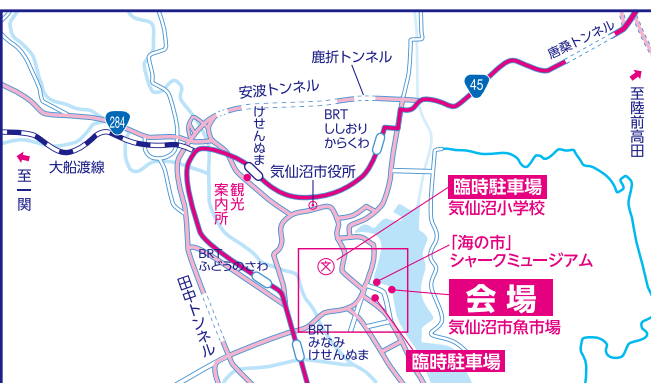 唐桑トンネル
鹿折トンネル
安波トンネル
45
至陸前高田
284
BRT
ししおり
からくわ
けせんぬま
大船渡線
至一関
気仙沼市役所
観光
案内所
臨時駐車場
気仙沼小学校
「海の市」
シャークミュージアム
BRT
ふどうのさわ
文
会場
気仙沼市魚市場
田中トンネル
BRT
みなみ
けせんぬま
臨時駐車場